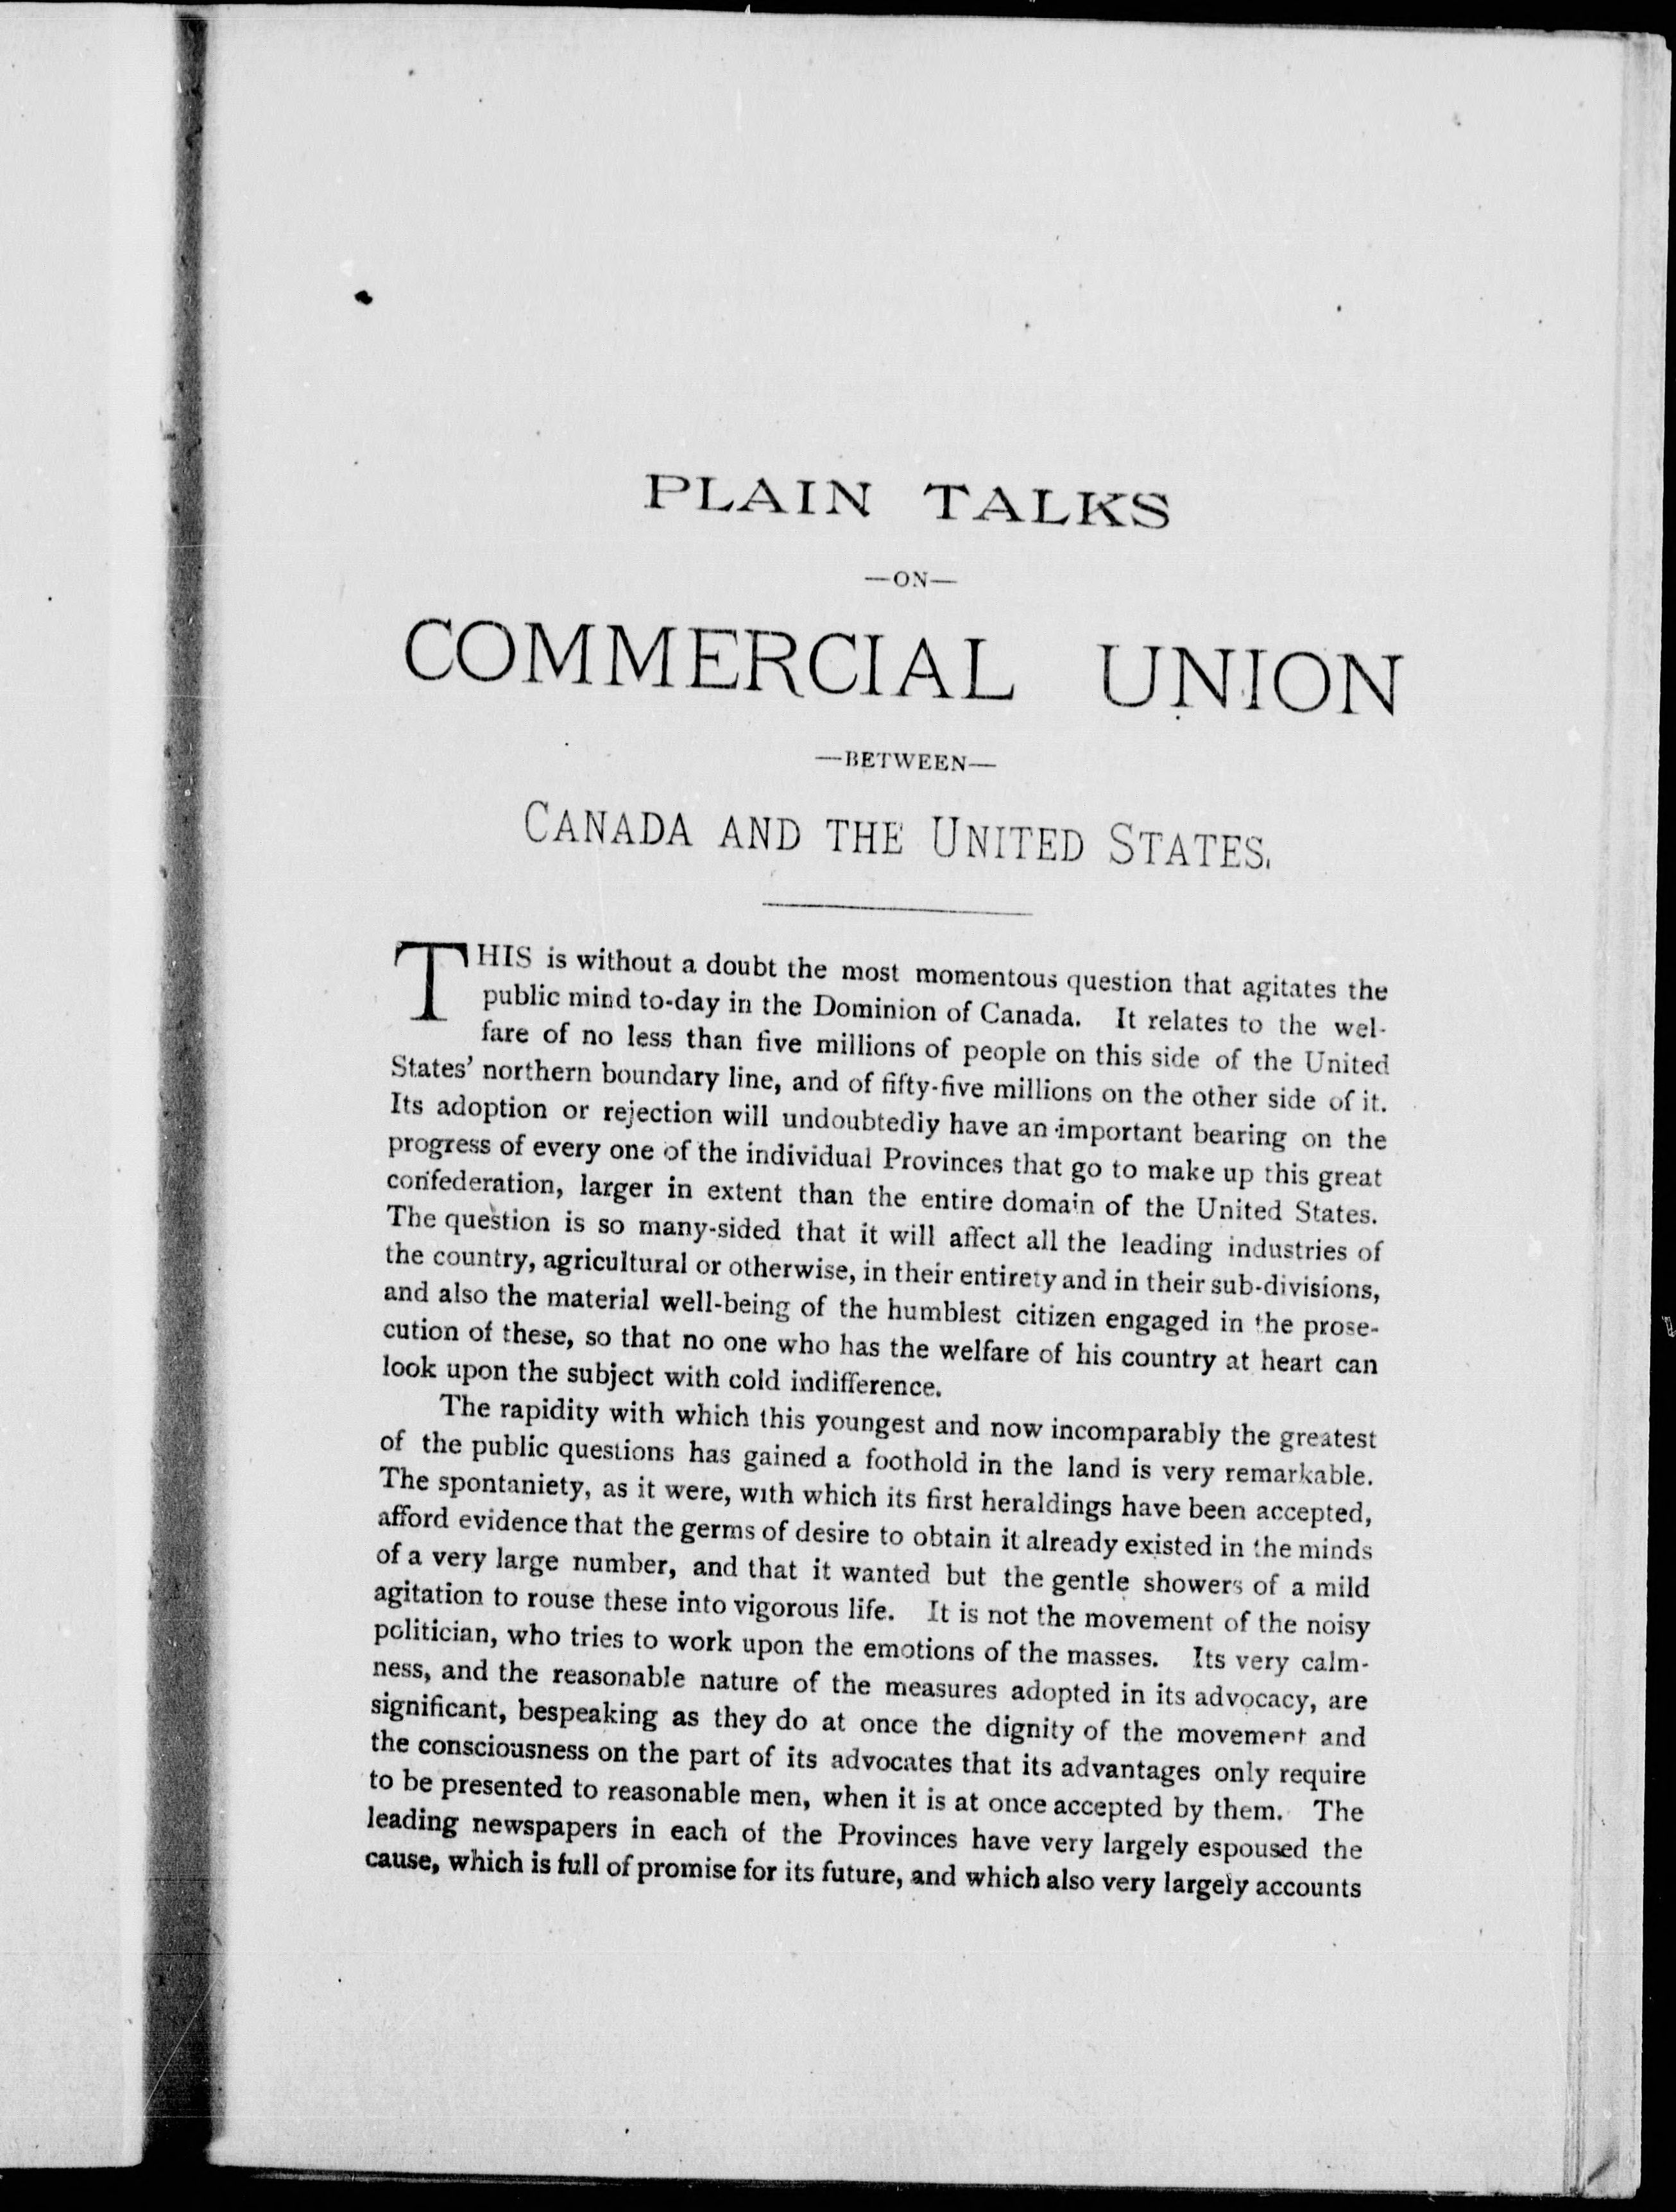 PLAIN TALKS
—ON—
COMMERCIAL UNION
—BETWEEN—
CANADA AND THE UNITED STATES.
THIS is without a doubt the most momentous question that agitates the
public mind to-day in the Dominion of Canada. It relates to the wel-
fare of no less than five millions of people on this side of the United
States' northern boundary line, and of fifty-five millions on the other side of it.
Its adoption or rejection will undoubtedly have an important bearing on the
progress of every one of the individual Provinces that go to make up this great
confederation, larger in extent than the entire domain of the United States.
The question is so many-sided that it will affect all the leading industries of
the country, agricultural or otherwise, in their entirety and in their sub-divisions,
and also the material well-being of the humblest citizen engaged in the prose-
cution of these, so that no one who has the welfare of his country at heart can
look upon the subject with cold indifference.
The rapidity with which this youngest and now incomparably the greatest
of the public questions has gained a foothold in the land is very remarkable.
The spontaniety, as it were, with which its first heraldings have been accepted,
afford evidence that the germs of desire to obtain it already existed in the minds
of a very large number, and that it wanted but the gentle showers of a mild
agitation to rouse these into vigorous life. It is not the movement of the noisy
politician, who tries to work upon the emotions of the masses. Its very calm-
ness, and the reasonable nature of the measures adopted in its advocacy, are
significant, bespeaking as they do at once the dignity of the movement and
the consciousness on the part of its advocates that its advantages only require
to be presented to reasonable men, when it is at once accepted by them. The
leading newspapers in each of the Provinces have very largely espoused the
cause, which is full of promise for its future, and which also very largely accounts